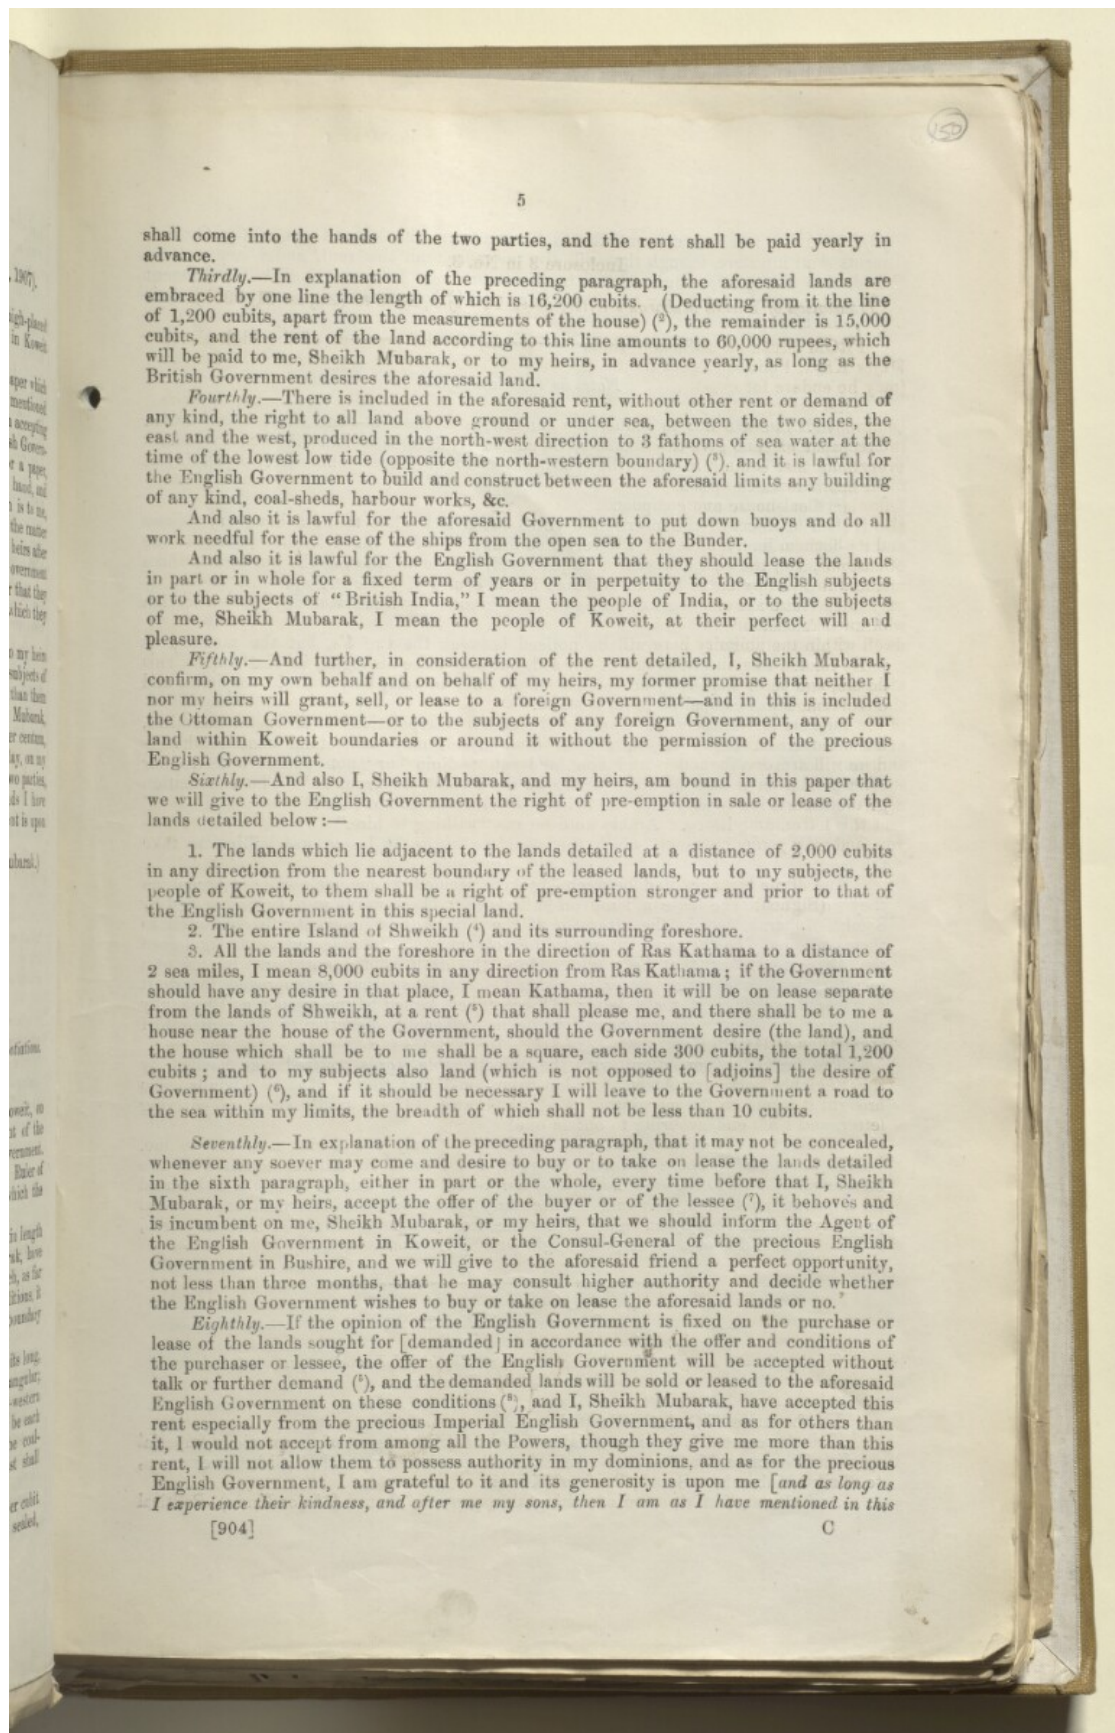 150
5
shall come into the hands of the two parties, and the rent shall be paid yearly in
advance.
Thirdly.—In explanation of the preceding paragraph, the aforesaid lands are
embraced by one line the length of which is 16,200 cubits. (Deducting from it the line
of 1,200 cubits, apart from the measurements of the house) (²), the remainder is 15,000
cubits, and the rent of the land according to this line amounts to 60,000 rupees, which
will be paid to me, Sheikh Mubarak, or to my heirs, in advance yearly, as long as the
British Government desires the aforesaid land.
Fourthly.—There is included in the aforesaid rent, without other rent or demand of
any kind, the right to all land above ground or under sea, between the two sides, the
east and the west, produced in the north-west direction to 3 fathoms of sea water at the
time of the lowest low tide (opposite the north-western boundary) (³). and it is lawful for
the English Government to build and construct between the aforesaid limits any building
of any kind, coal-sheds, harbour works, &c.
And also it is lawful for the aforesaid Government to put down buoys and do all
work needful for the ease of the ships from the open sea to the Bunder.
And also it is lawful for the English Government that they should lease the lands
in part or in whole for a fixed term of years or in perpetuity to the English subjects
or to the subjects of "British India," I mean the people of India, or to the subjects
of me, Sheikh Mubarak, I mean the people of Koweit, at their perfect will and
pleasure.
Fifthly.—And further, in consideration of the rent detailed, I, Sheikh Mubarak,
confirm, on my own behalf and on behalf of my heirs, my former promise that neither I
nor my heirs will grant, sell, or lease to a foreign Government—and in this is included
the Ottoman Government—or to the subjects of any foreign Government, any of our
land within Koweit boundaries or around it without the permission of the precious
English Government.
Sixthly.—And also I, Sheikh Mubarak, and my heirs, am bound in this paper that
we will give to the English Government the right of pre-emption in sale or lease of the
lands detailed below:—
1. The lands which lie adjacent to the lands detailed at a distance of 2,000 cubits
in any direction from the nearest boundary of the leased lands, but to my subjects, the
people of Koweit, to them shall be a right of pre-emption stronger and prior to that of
the English Government in this special land.
2. The entire Island of Shweikh (⁴) and its surrounding foreshore.
3. All the lands and the foreshore in the direction of Ras Kathama to a distance of
2 sea miles, I mean 8,000 cubits in any direction from Ras Kathama; if the Government
should have any desire in that place, I mean Kathama, then it will be on lease separate
from the lands of Shweikh, at a rent (⁵) that shall please me, and there shall be to me a
house near the house of the Government, should the Government desire (the land), and
the house which shall be to me shall be a square, each side 300 cubits, the total 1,200
cubits; and to my subjects also land (which is not opposed to [adjoins] the desire of
Government) (⁶), and if it should be necessary I will leave to the Government a road to
the sea within my limits, the breadth of which shall not be less than 10 cubits.
Seventhly.—In explanation of the preceding paragraph, that it may not be concealed,
whenever any soever may come and desire to buy or to take on lease the lands detailed
in the sixth paragraph, either in part or the whole, every time before that I, Sheikh
Mubarak, or my heirs, accept the offer of the buyer or of the lessee (⁷), it behoves and
is incumbent on me, Sheikh Mubarak, or my heirs, that we should inform the Agent of
the English Government in Koweit, or the Consul-General of the precious English
Government in Bushire, and we will give to the aforesaid friend a perfect opportunity,
not less than three months, that he may consult higher authority and decide whether
the English Government wishes to buy or take on lease the aforesaid lands or no.
Eighthly.—If the opinion of the English Government is fixed on the purchase or
lease of the lands sought for [demanded] in accordance with the offer and conditions of
the purchaser or lessee, the offer of the English Government will be accepted without
talk or further demand (⁵), and the demanded lands will be sold or leased to the aforesaid
English Government on these conditions (⁸), and I, Sheikh Mubarak, have accepted this
rent especially from the precious Imperial English Government, and as for others than
it, I would not accept from among all the Powers, though they give me more than this
rent, I will not allow them to possess authority in my dominions, and as for the precious
English Government, I am grateful to it and its generosity is upon me [and as long as
I experience their kindness, and after me my sons, then I am as I have mentioned in this
[904] C